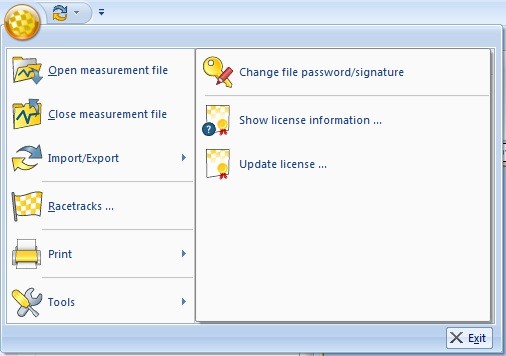 Open measurement file
Close measurement file
Import/Export
Racetracks ...
Print
Tools
Change file password/signature
Show license information ...
?
Update license ...
Exit